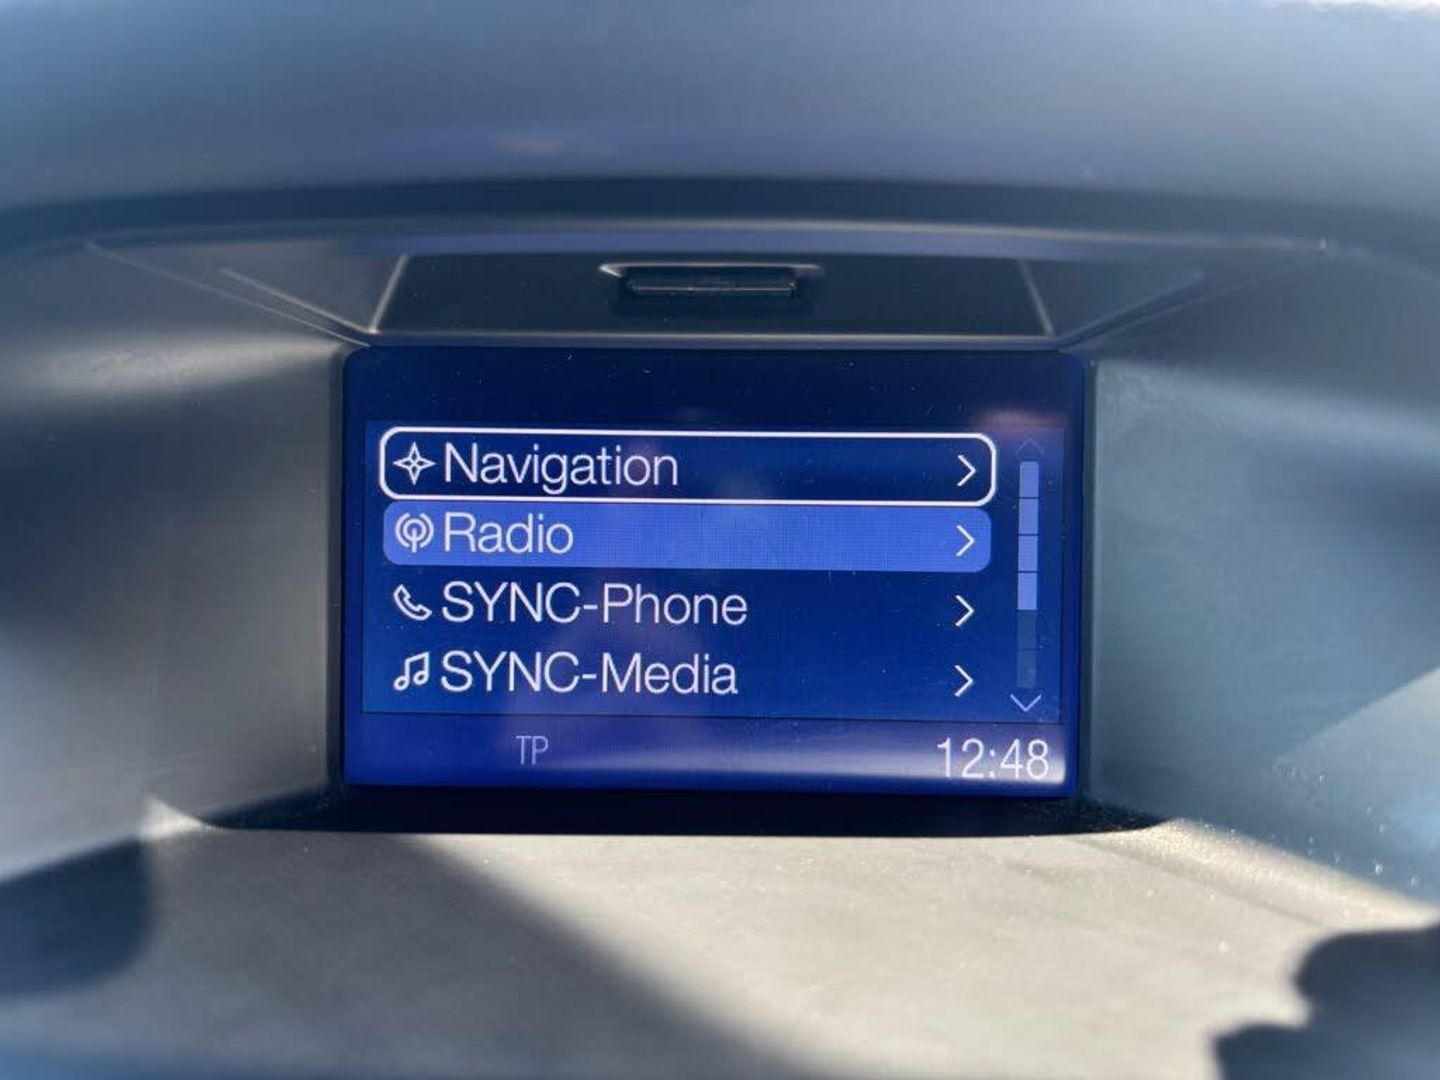 Navigation
Radio
SYNC-Phone
SYNC-Media
TP
12:48